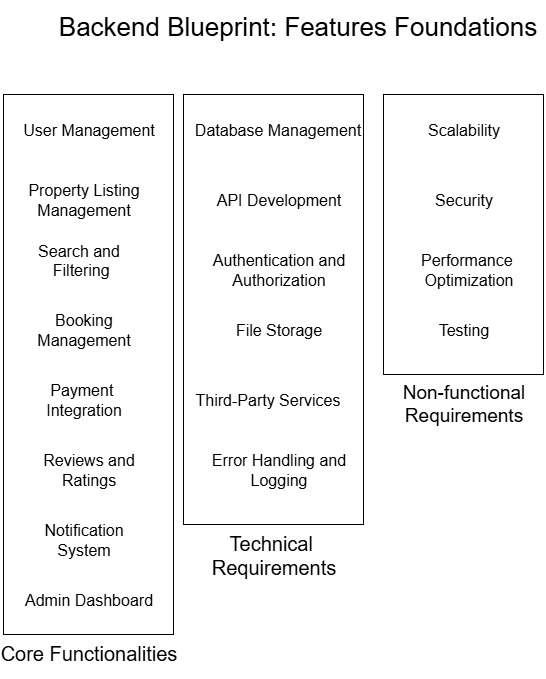 Backend Blueprint: Features Foundations
User Management
Property Listing
Management
Search and
Filtering
Booking
Management
Payment
Integration
Reviews and
Ratings
Notification
System
Admin Dashboard
Core Functionalities
Database Management
API Development
Authentication and
Authorization
File Storage
Third-Party Services
Error Handling and
Logging
Technical
Requirements
Scalability
Security
Performance
Optimization
Testing
Non-functional
Requirements